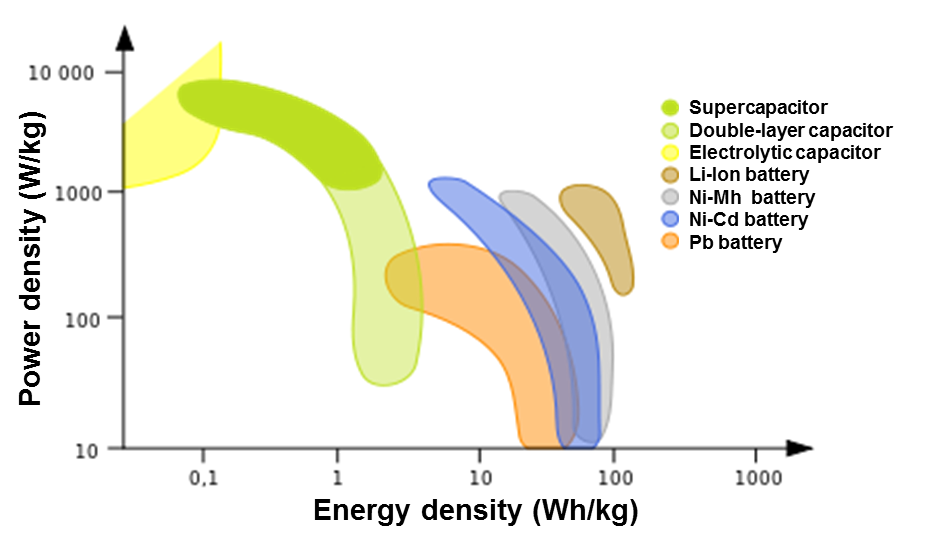 10 000
1000
100
10
Power density (W/kg)
0,1
1
10
100
1000
Energy density (Wh/kg)
Supercapacitor
Double-layer capacitor
Electrolytic capacitor
Li-Ion battery
Ni-Mh battery
Ni-Cd battery
Pb battery